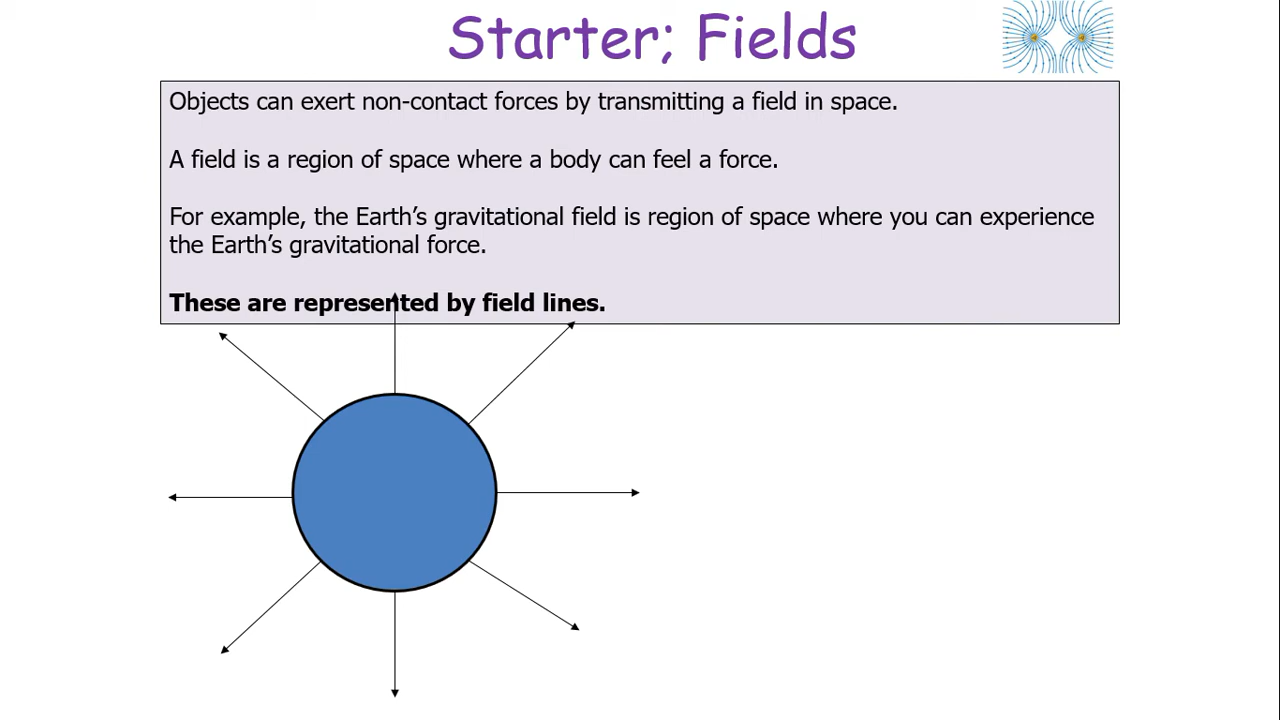 Starter; Fields
Objects can exert non-contact forces by transmitting a field in space.
A field is a region of space where a body can feel a force.
For example, the Earth’s gravitational field is region of space where you can experience
the Earth’s gravitational force.
These are represented by field lines.